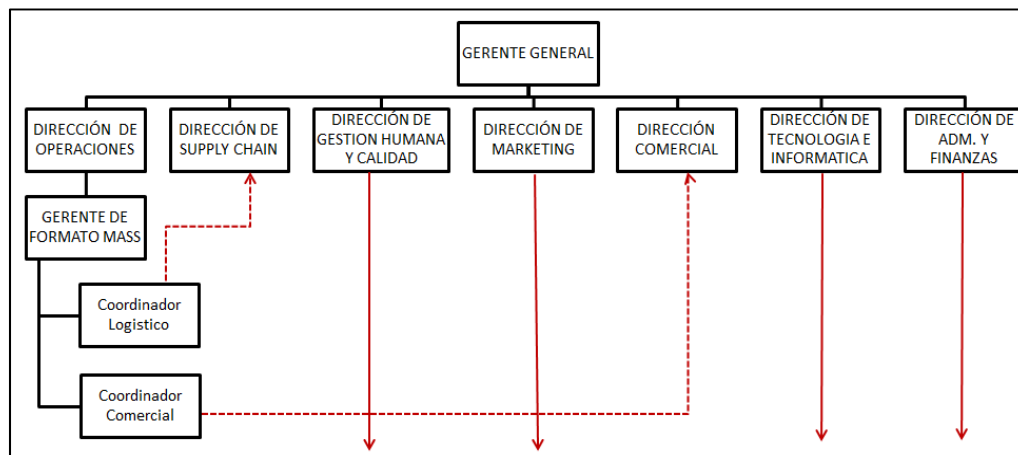 GERENTE GENERAL
DIRECCIÓN DE
OPERACIONES
DIRECCIÓN DE
SUPPLY CHAIN
DIRECCIÓN DE
GESTION HUMANA
Y CALIDAD
DIRECCIÓN DE
MARKETING
DIRECCIÓN
COMERCIAL
DIRECCIÓN DE
TECNOLOGIA E
INFORMATICA
DIRECCIÓN DE
ADM. Y
FINANZAS
GERENTE DE
FORMATO MASS
Coordinador
Logistico
Coordinador
Comercial